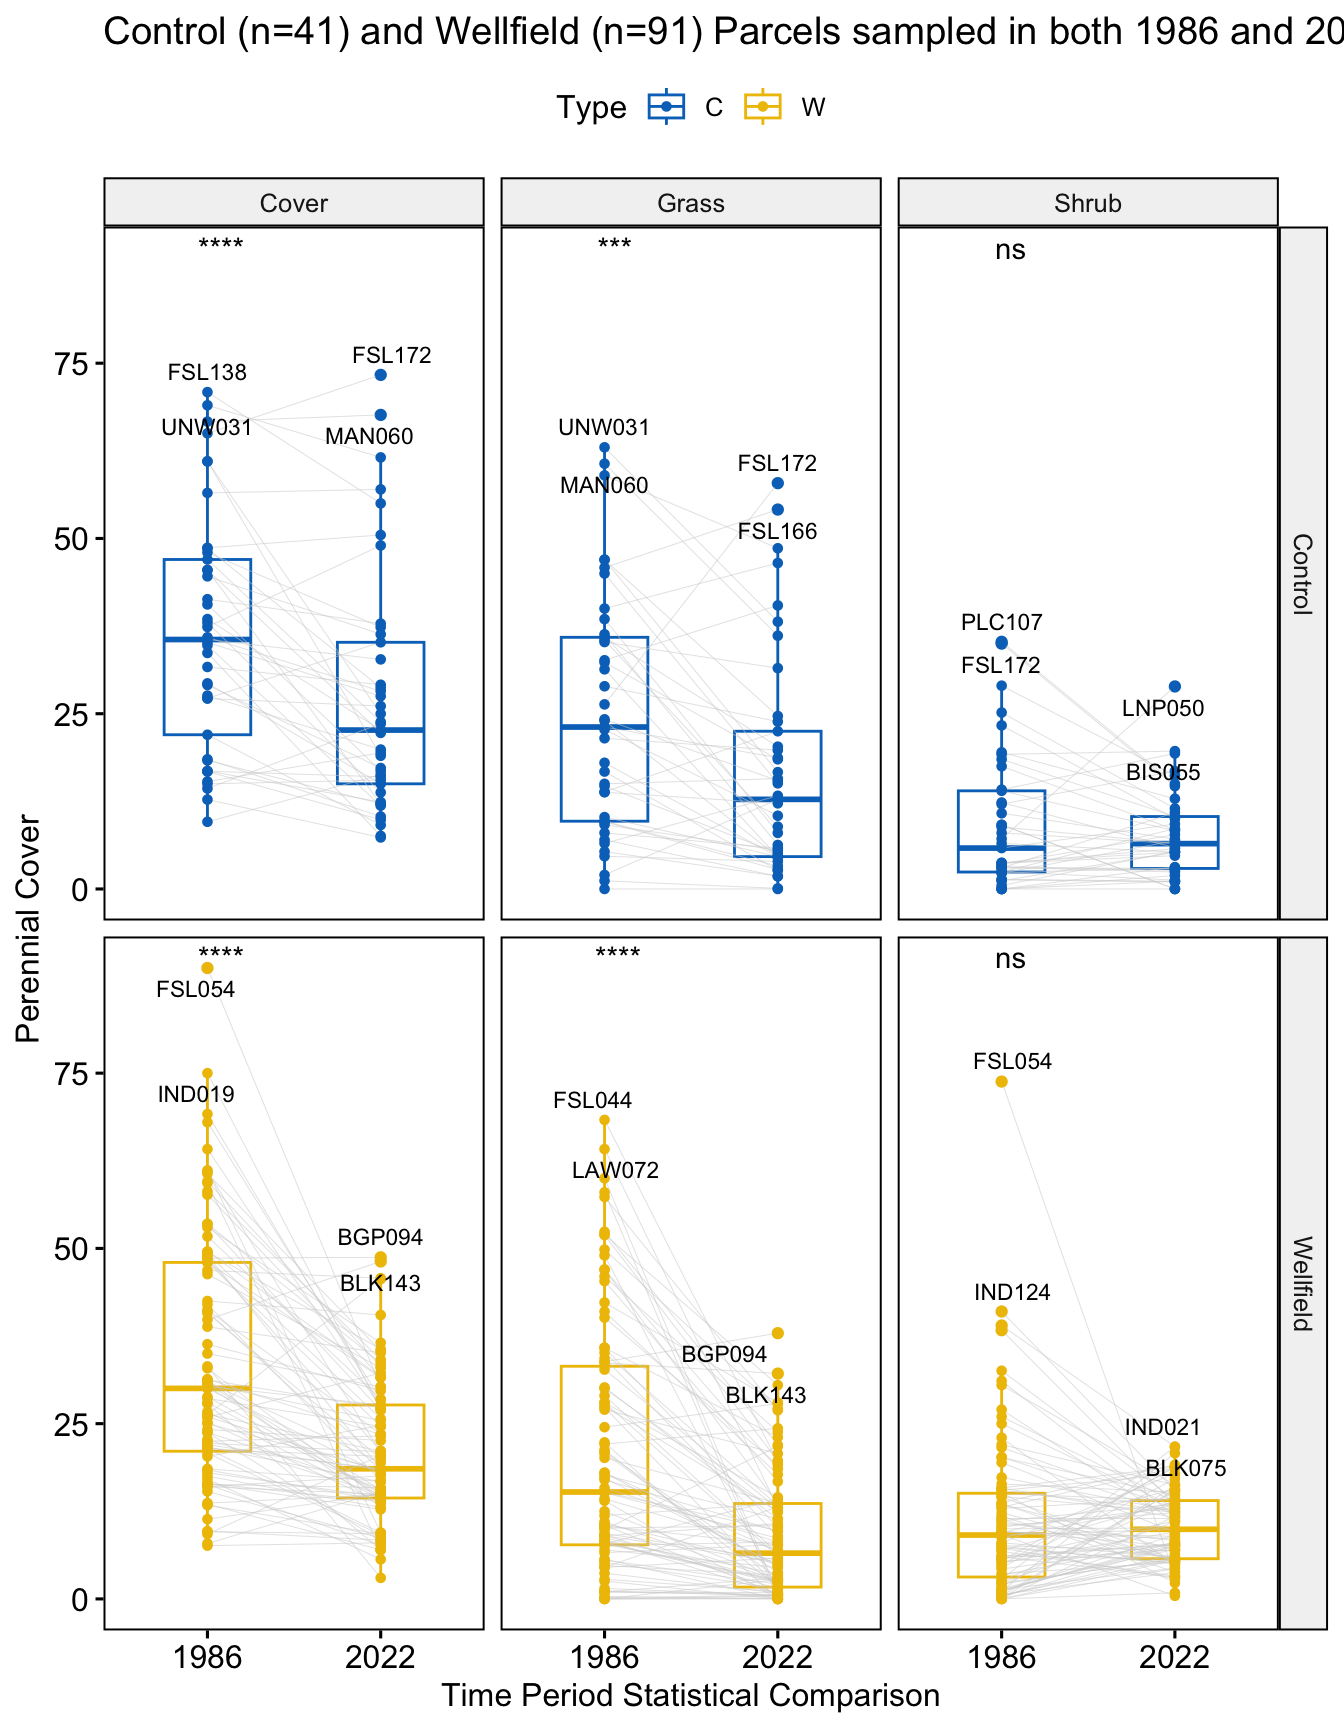 Control (n=41) and Wellfield (n=91) Parcels sampled in both 1986 and 20
Type C W
Cover Grass Shrub
**** *** ns
75
FSL138
FSL172
UNW031
MAN060
UNW031
MAN060
FSL172
FSL166
50
PLC107
FSL172
LNP050
BIS055
25
0
Control
Perennial Cover
**** **** ns
FSL054
75
IND019
FSL044
LAW072
FSL054
50
BGP094
BLK143
BGP094
BLK143
IND124
25
IND021
BLK075
0
Wellfield
1986 2022 1986 2022 1986 2022
Time Period Statistical Comparison